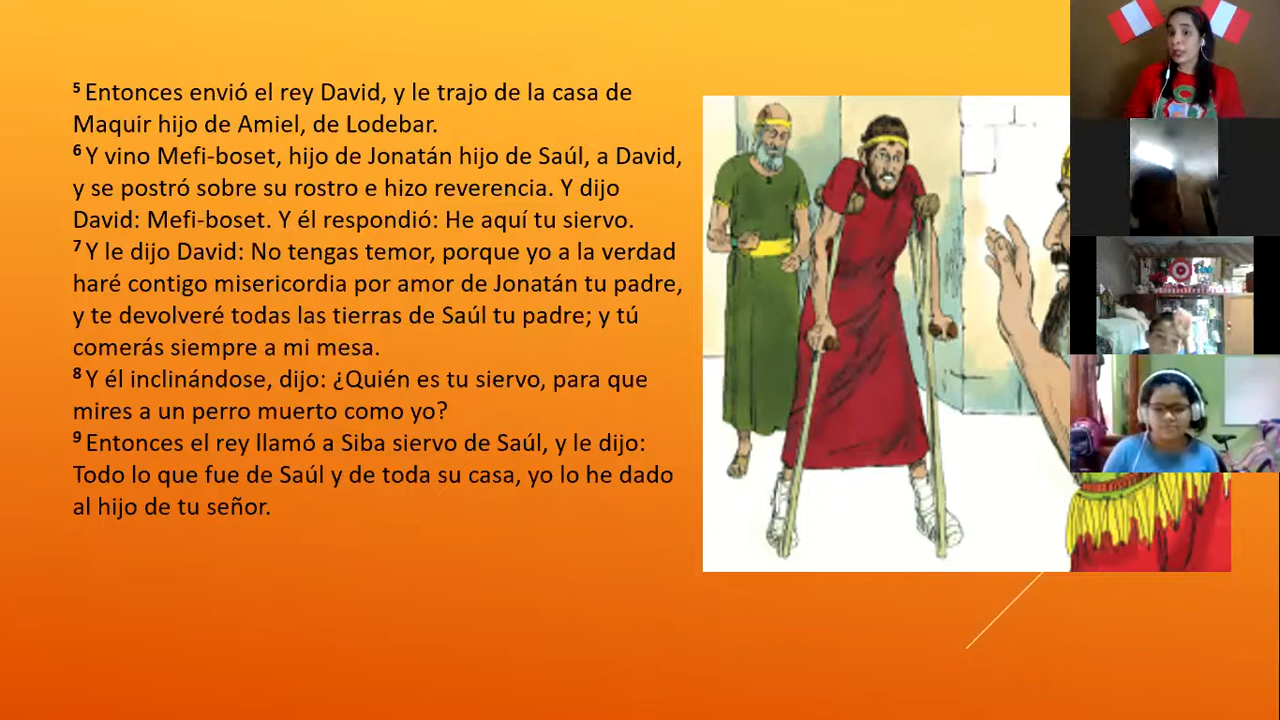 ⁵ Entonces envió el rey David, y le trajo de la casa de
Maquir hijo de Amiel, de Lodebar.
⁶ Y vino Mefi-boset, hijo de Jonatán hijo de Saúl, a David,
y se postró sobre su rostro e hizo reverencia. Y dijo
David: Mefi-boset. Y él respondió: He aquí tu siervo.
⁷ Y le dijo David: No tengas temor, porque yo a la verdad
haré contigo misericordia por amor de Jonatán tu padre,
y te devolveré todas las tierras de Saúl tu padre; y tú
comerás siempre a mi mesa.
⁸ Y él inclinándose, dijo: ¿Quién es tu siervo, para que
mires a un perro muerto como yo?
⁹ Entonces el rey llamó a Siba siervo de Saúl, y le dijo:
Todo lo que fue de Saúl y de toda su casa, yo lo he dado
al hijo de tu señor.